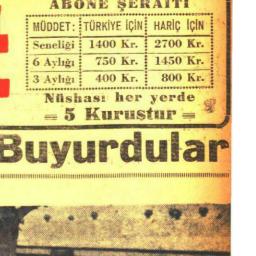 ABONE ŞERAİTİ
MÜDDET: TÜRKİYE İÇİN HARİÇ İÇİN
Seneliği 1400 Kr. 2700 Kr.
6 Aylığı 750 Kr. 1450 Kr.
3 Aylığı 400 Kr. 800 Kr.
Nüshası her yerde
= 5 Kuruştur =
Buyurdular